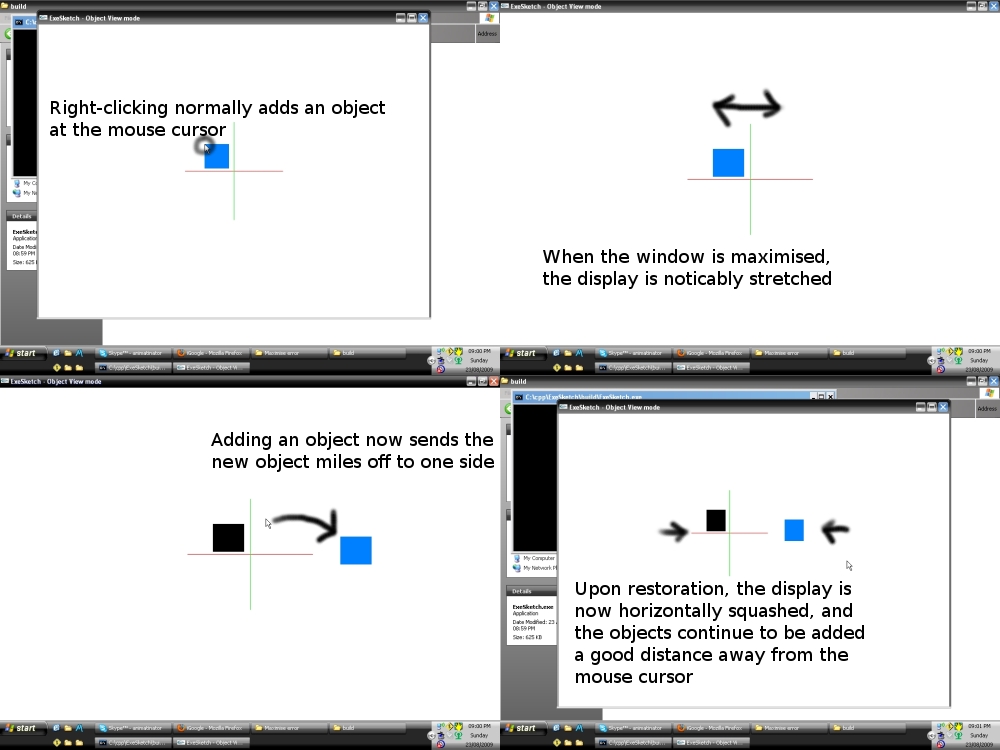 build
ExeSketch - Object View mode
Address
Right-clicking normally adds an object
at the mouse cursor
My N
Details
ExeSketc
Application
Date Modi
08:59 PM
Size: 625 K
start
Skype™ - animatinator
iGoogle - Mozilla Firefox
Maximise error
build
ExeSketch - Object V
09:00 PM
Sunday
23/08/2009
ExeSketch - Object View mode
When the window is maximised,
the display is noticably stretched
start
Skype™ - animatinator
iGoogle - Mozilla Firefox
Maximise error
build
ExeSketch - Object V
09:00 PM
Sunday
23/08/2009
ExeSketch - Object View mode
Adding an object now sends the
new object miles off to one side
start
Skype™ - animatinator
iGoogle - Mozilla Firefox
Maximise error
build
09:00 PM
Sunday
23/08/2009
build
C:\cpp\ExeSketch\build\ExeSketch.exe
ExeSketch - Object View mode
Address
My Computer
My Network Pl
Details
ExeSketch.exe
Application
Date Modified: 23
08:59 PM
Size: 625 KB
Upon restoration, the display is
now horizontally squashed, and
the objects continue to be added
a good distance away from the
mouse cursor
start
Skype™ - animatinator
iGoogle - Mozilla Firefox
Maximise error
build
09:01 PM
Sunday
23/08/2009